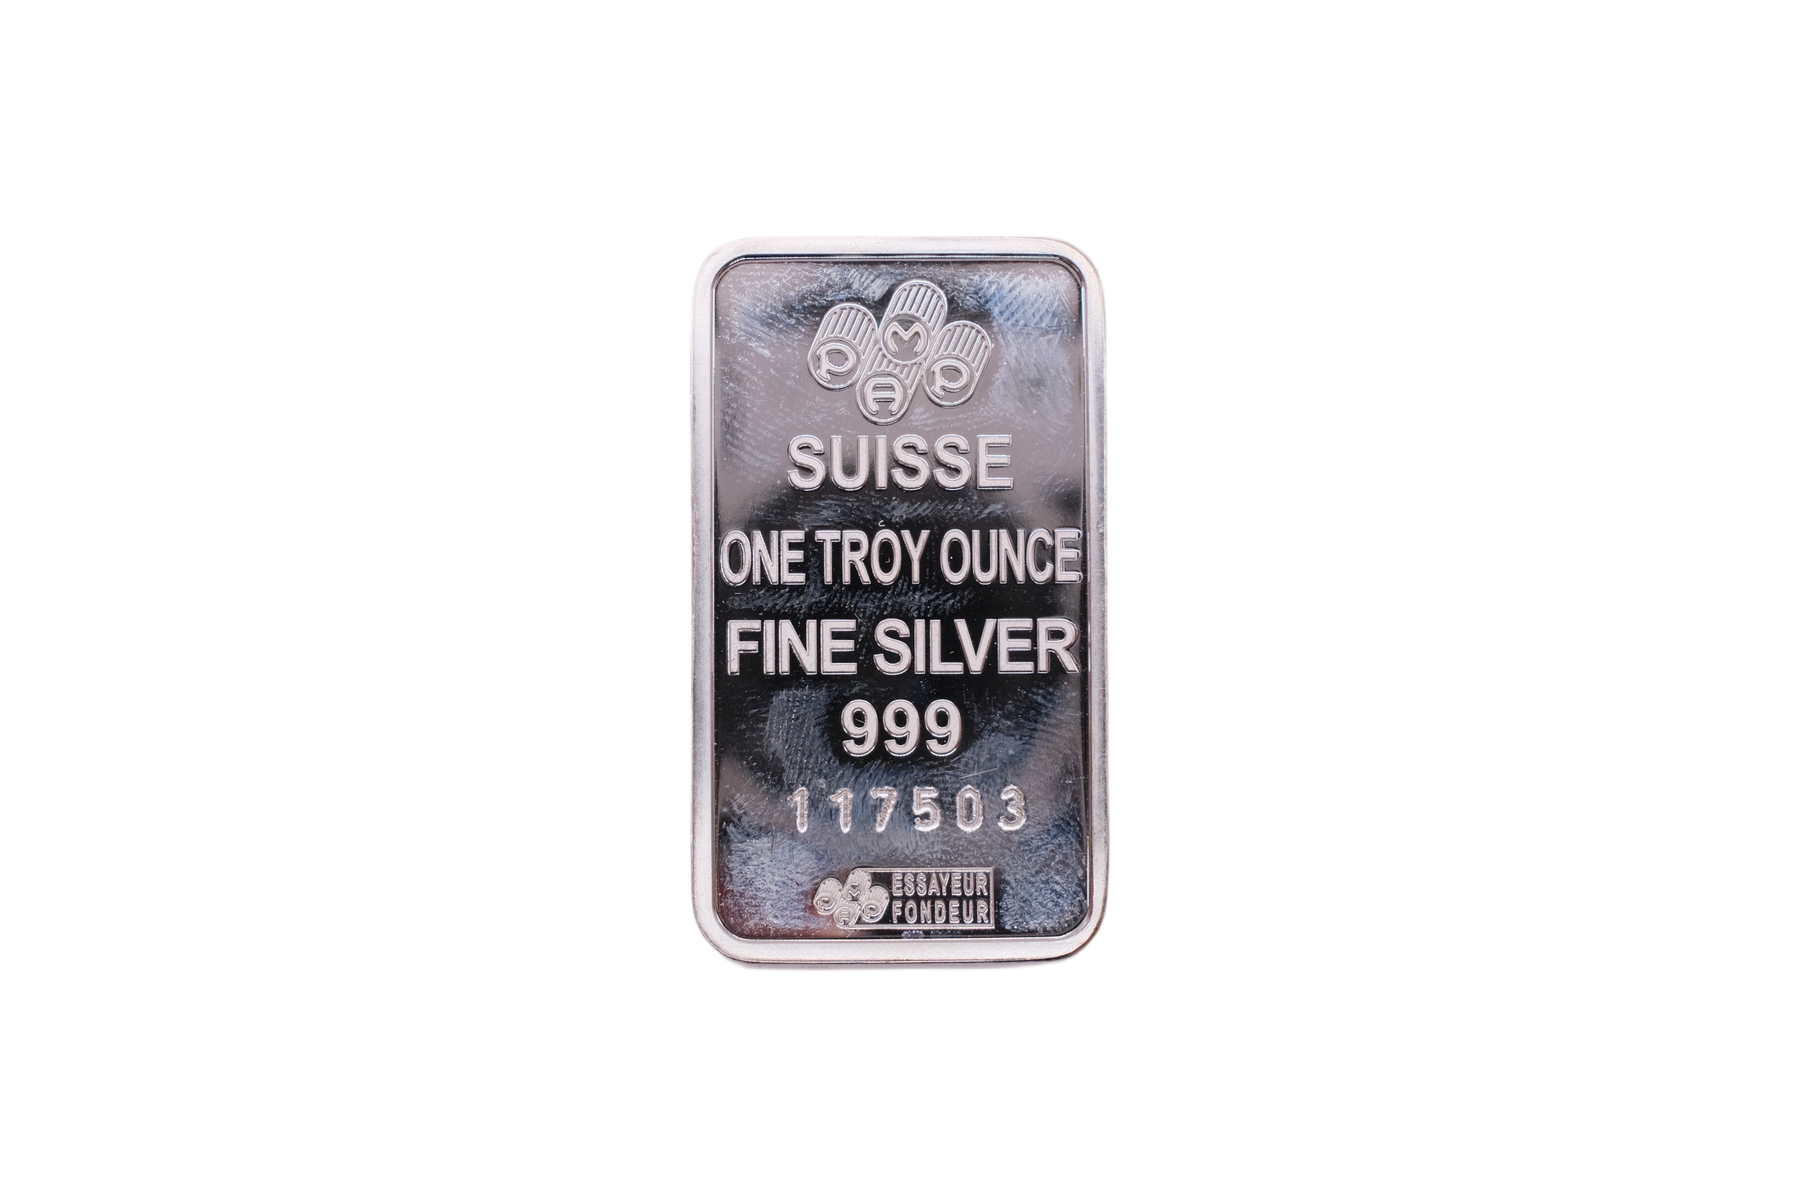 PAMP
SUISSE
ONE TROY OUNCE
FINE SILVER
999
117503
PAMP ESSAYEUR
FONDEUR